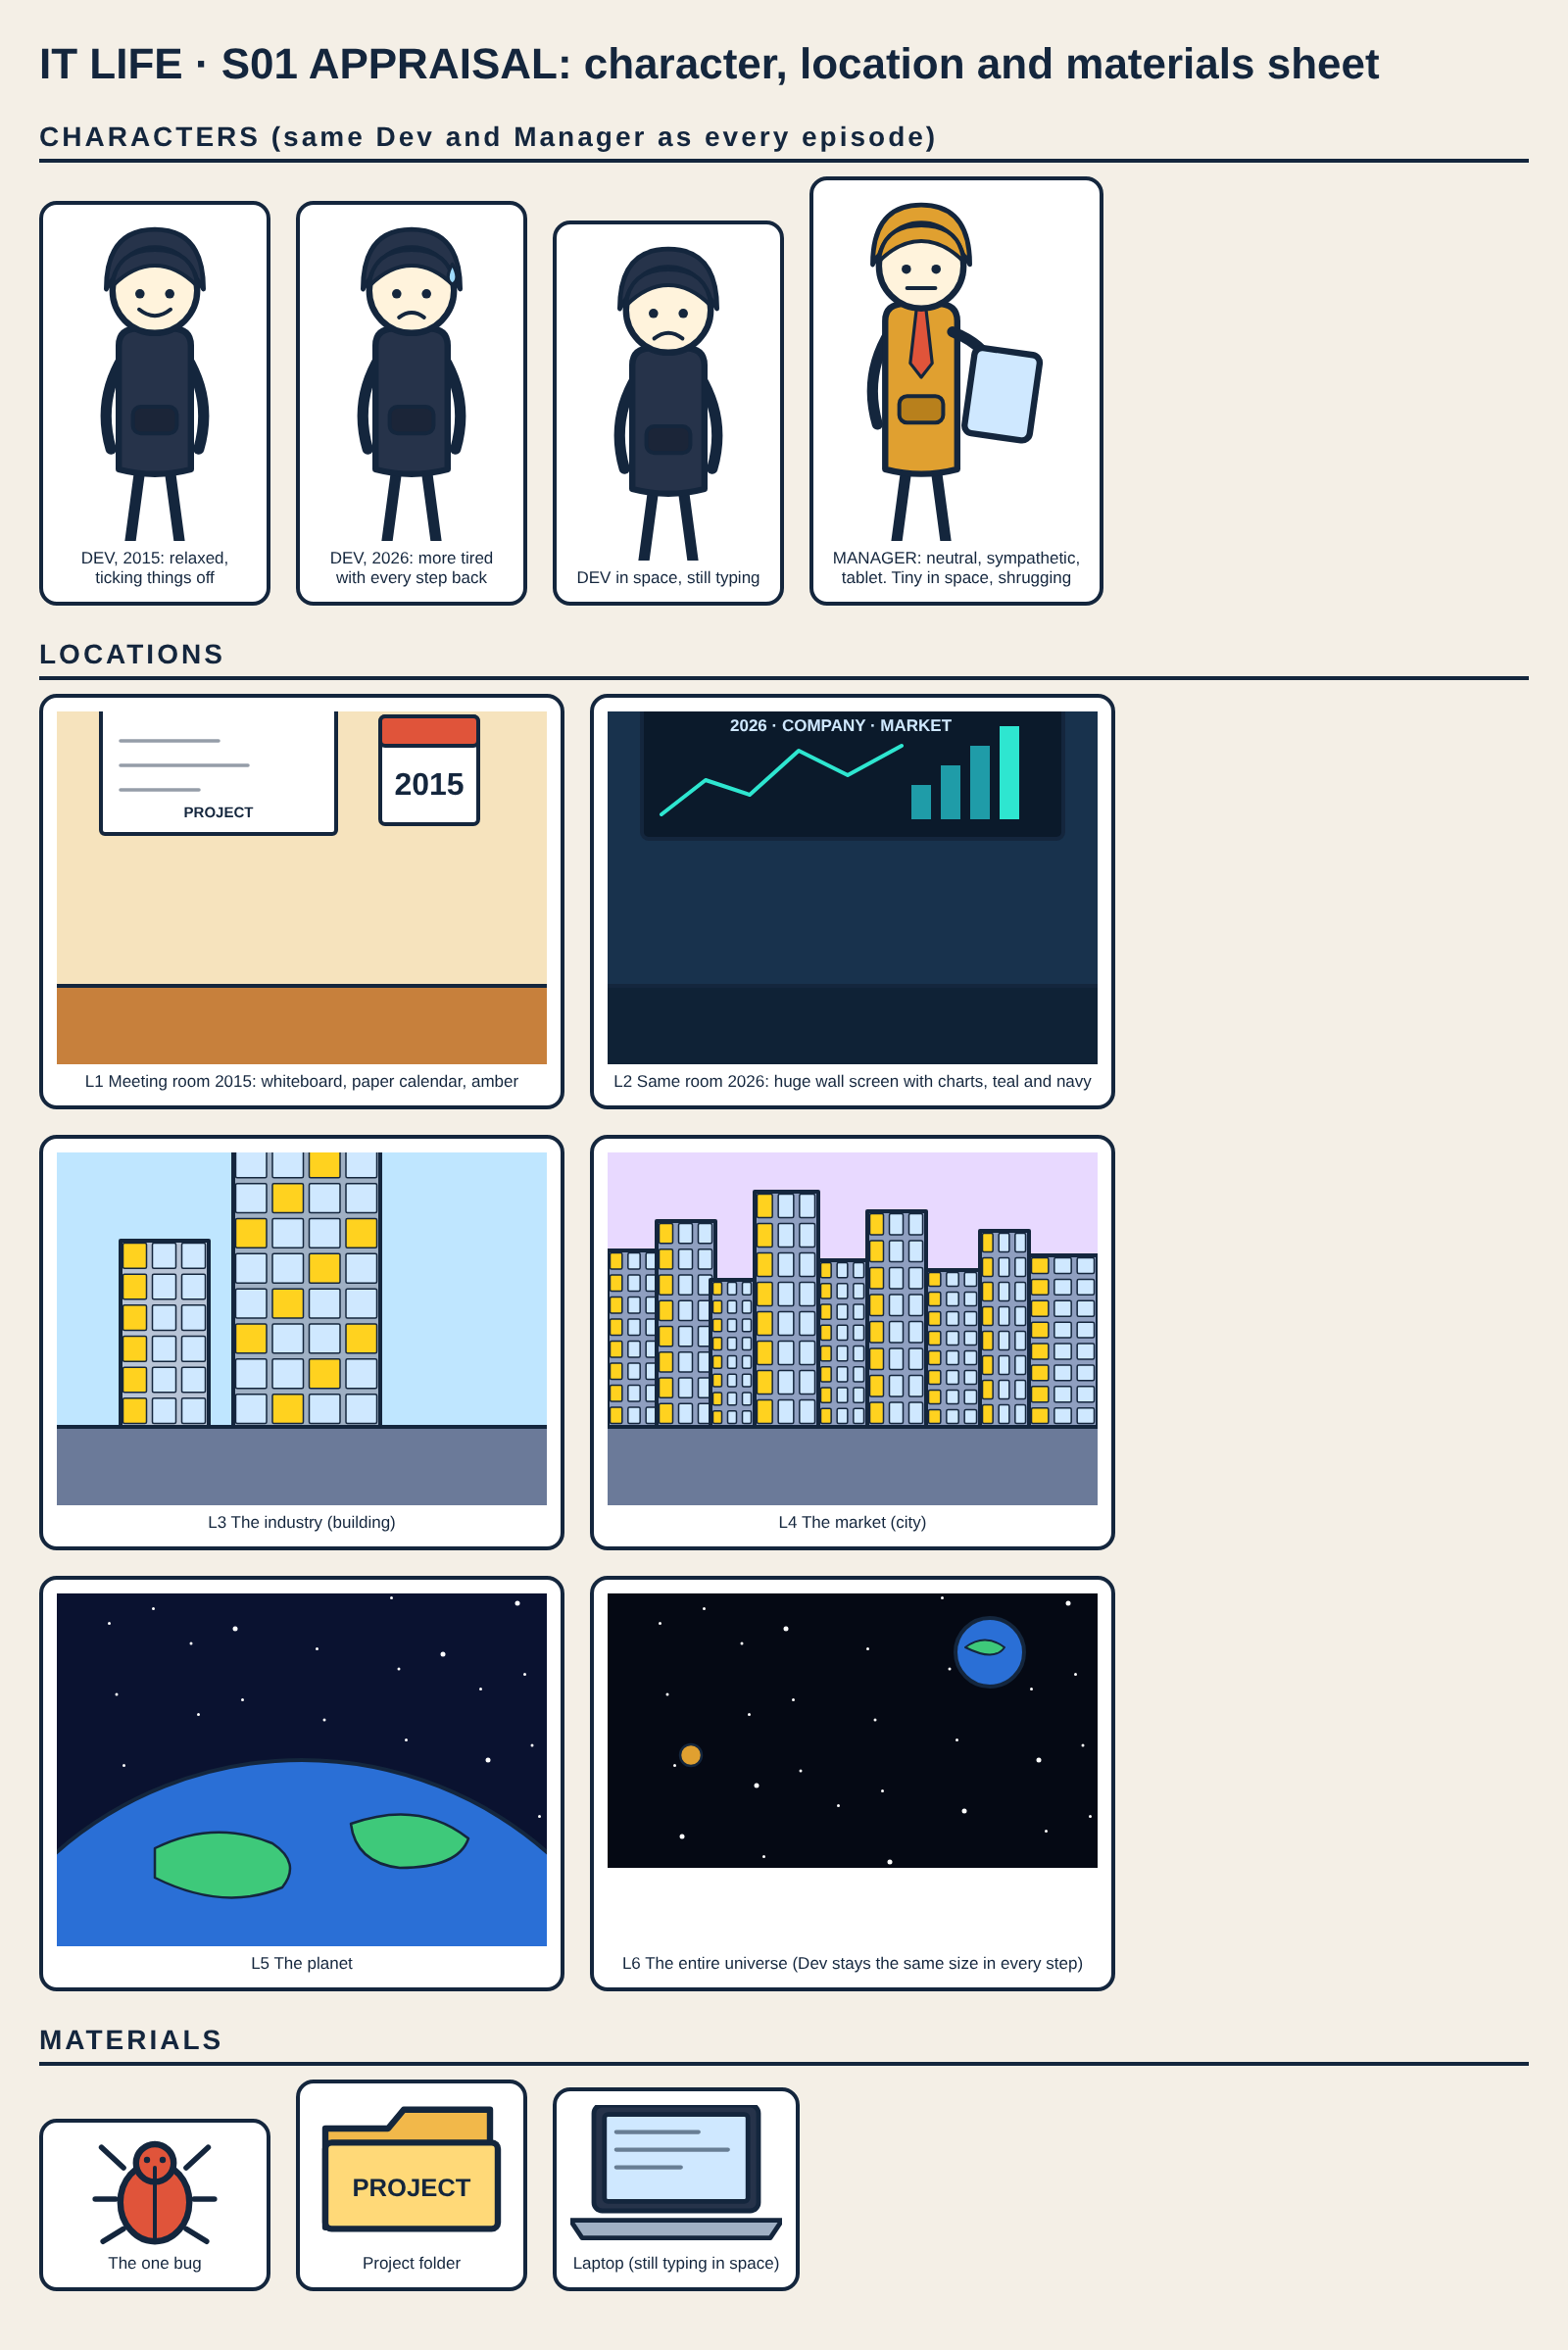 IT LIFE · S01 APPRAISAL: character, location and materials sheet
CHARACTERS (same Dev and Manager as every episode)
DEV, 2015: relaxed,
ticking things off
DEV, 2026: more tired
with every step back
DEV in space, still typing
MANAGER: neutral, sympathetic,
tablet. Tiny in space, shrugging
LOCATIONS
PROJECT
2015
L1 Meeting room 2015: whiteboard, paper calendar, amber
2026 · COMPANY · MARKET
L2 Same room 2026: huge wall screen with charts, teal and navy
L3 The industry (building)
L4 The market (city)
L5 The planet
L6 The entire universe (Dev stays the same size in every step)
MATERIALS
The one bug
PROJECT
Project folder
Laptop (still typing in space)